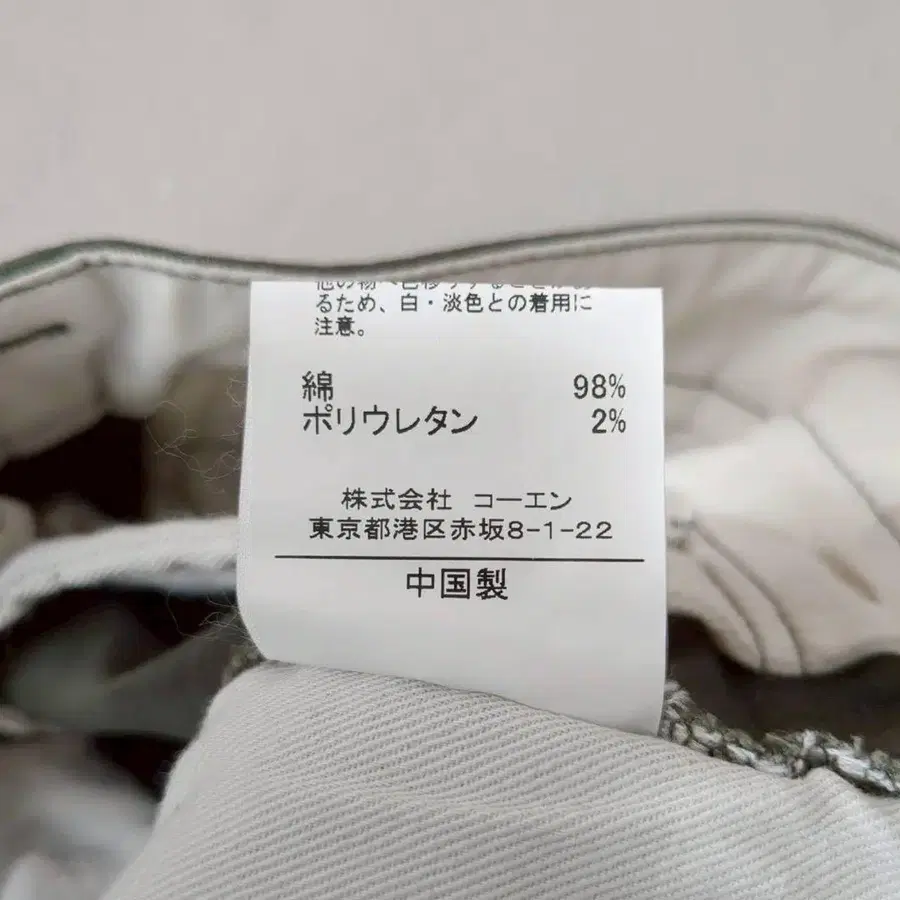 るため、白・淡色との着用に
注意。
綿 98%
ポリウレタン 2%
株式会社 コーエン
東京都港区赤坂8-1-22
中国製